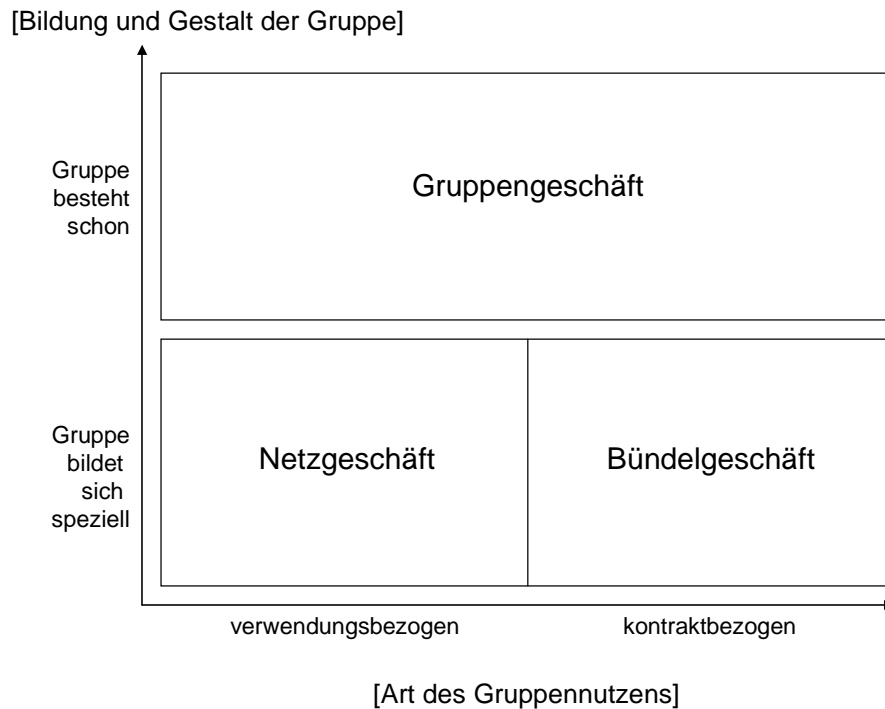 [Bildung und Gestalt der Gruppe]
Gruppe
besteht
schon
Gruppengeschäft
Gruppe
bildet
sich
speziell
Netzgeschäft
Bündelgeschäft
verwendungsbezogen
kontraktbezogen
[Art des Gruppennutzens]